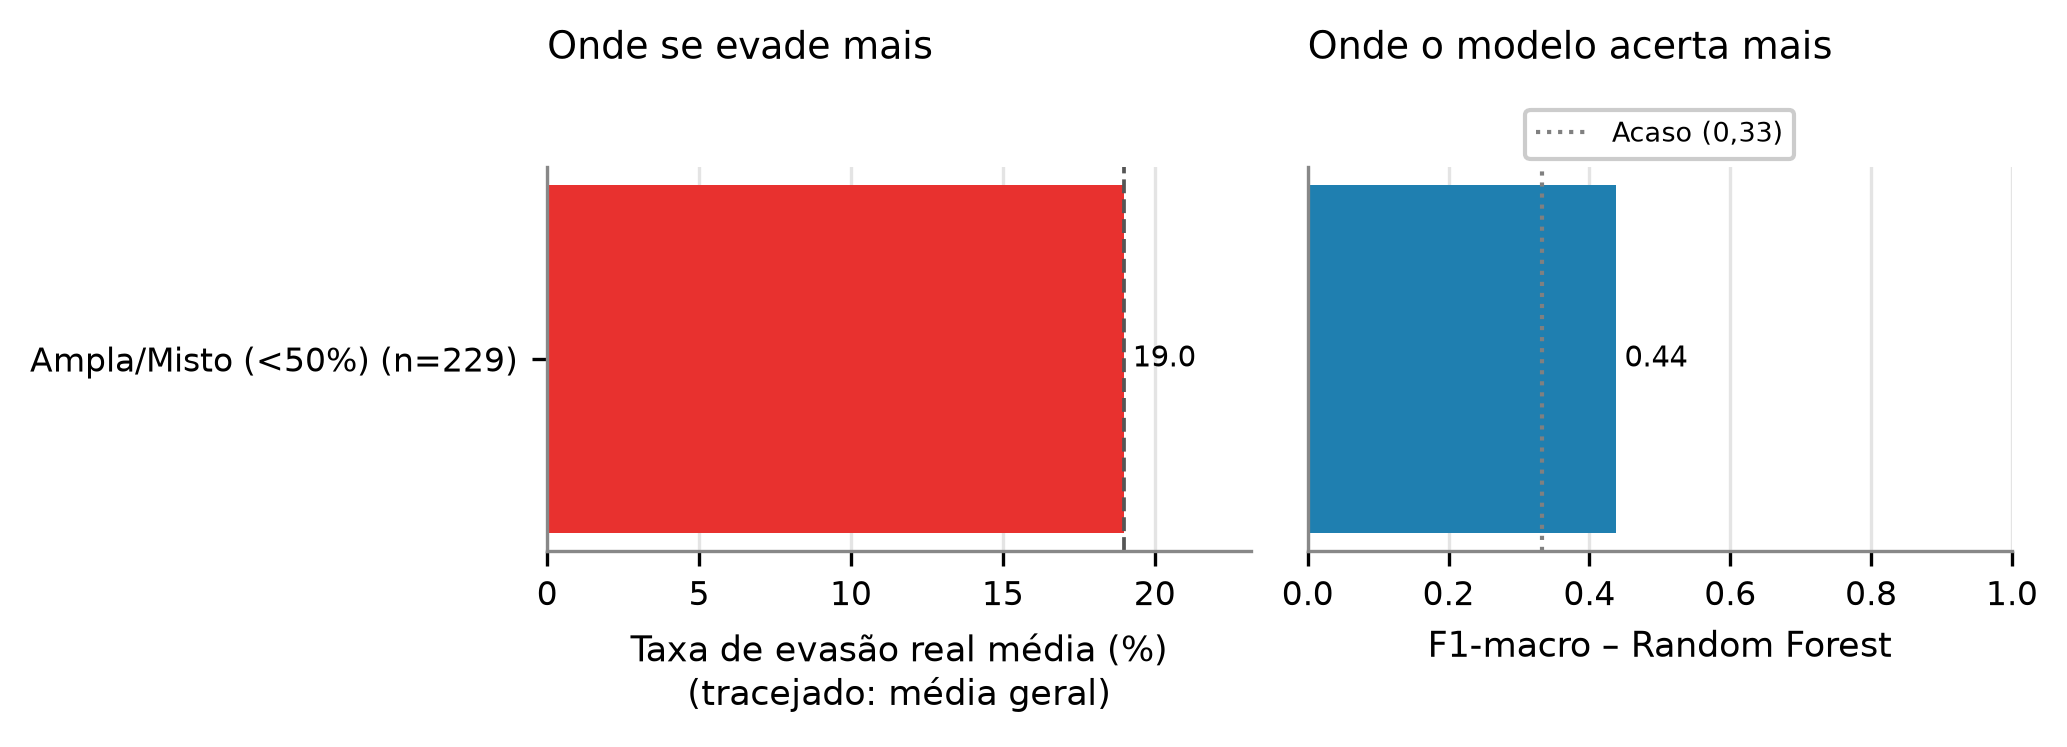 Onde se evade mais
Onde o modelo acerta mais
Acaso (0,33)
Ampla/Misto (<50%) (n=229)
19.0
0.44
0 5 10 15 20
0.0 0.2 0.4 0.6 0.8 1.0
Taxa de evasão real média (%)
(tracejado: média geral)
F1-macro – Random Forest